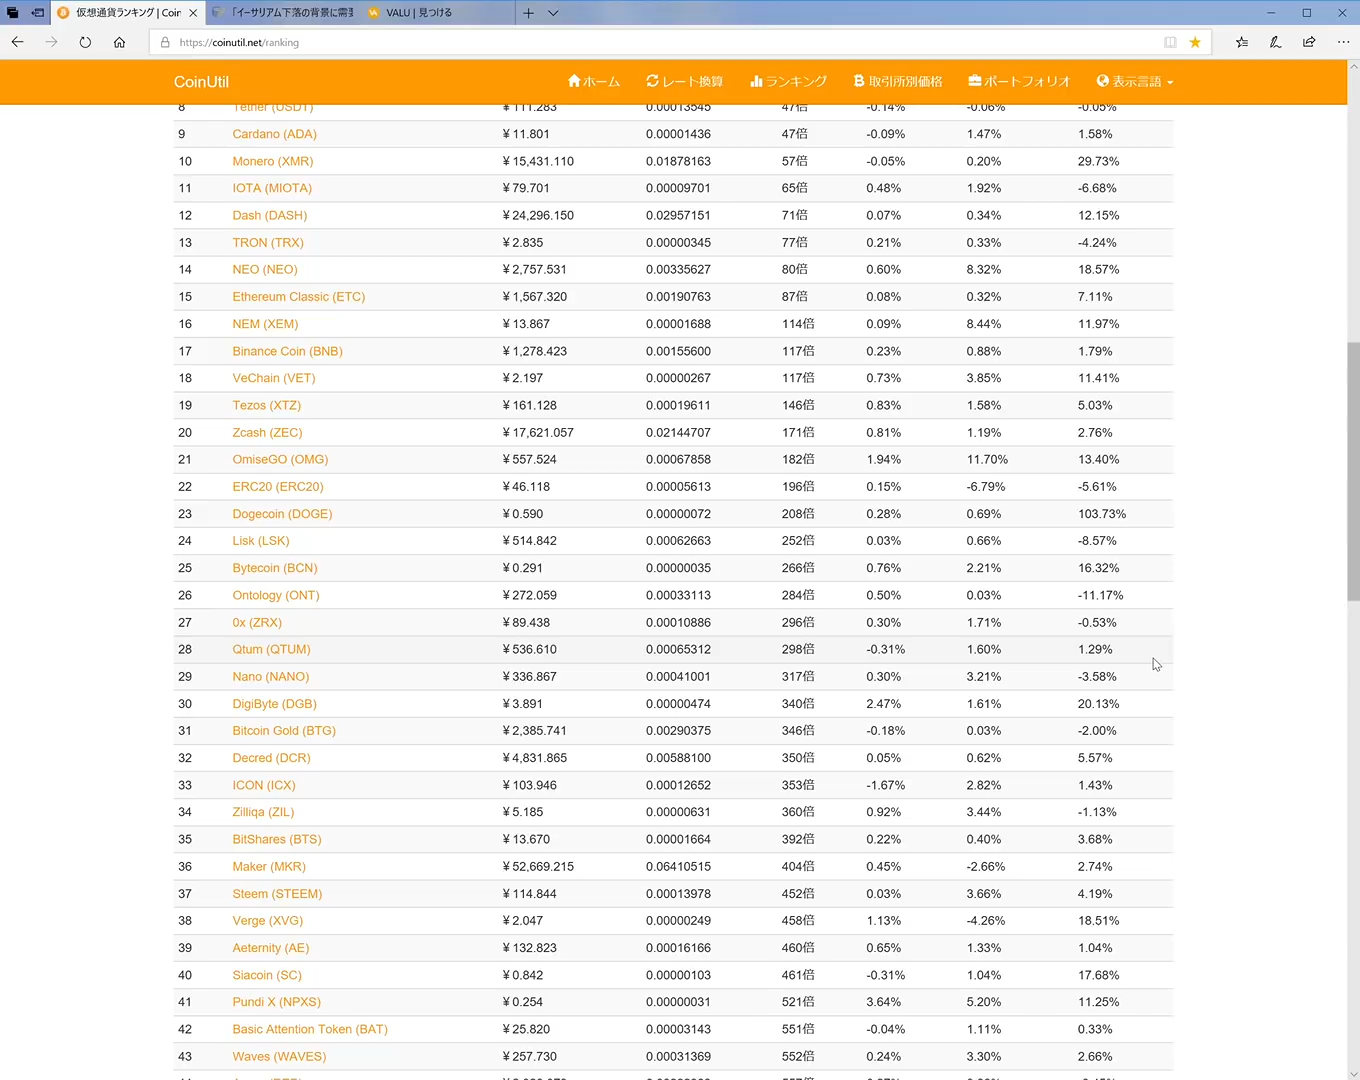 仮想通貨ランキング | Coin
「イーサリアム下落の背景に需要
VALU | 見つける
https://coinutil.net/ranking
CoinUtil ホーム レート換算 ランキング 取引所別価格 ポートフォリオ 表示言語
8 Tether (USDT) ¥ 111.283 0.00013545 47倍 -0.14% -0.06% -0.05%
9 Cardano (ADA) ¥ 11.801 0.00001436 47倍 -0.09% 1.47% 1.58%
10 Monero (XMR) ¥ 15,431.110 0.01878163 57倍 -0.05% 0.20% 29.73%
11 IOTA (MIOTA) ¥ 79.701 0.00009701 65倍 0.48% 1.92% -6.68%
12 Dash (DASH) ¥ 24,296.150 0.02957151 71倍 0.07% 0.34% 12.15%
13 TRON (TRX) ¥ 2.835 0.00000345 77倍 0.21% 0.33% -4.24%
14 NEO (NEO) ¥ 2,757.531 0.00335627 80倍 0.60% 8.32% 18.57%
15 Ethereum Classic (ETC) ¥ 1,567.320 0.00190763 87倍 0.08% 0.32% 7.11%
16 NEM (XEM) ¥ 13.867 0.00001688 114倍 0.09% 8.44% 11.97%
17 Binance Coin (BNB) ¥ 1,278.423 0.00155600 117倍 0.23% 0.88% 1.79%
18 VeChain (VET) ¥ 2.197 0.00000267 117倍 0.73% 3.85% 11.41%
19 Tezos (XTZ) ¥ 161.128 0.00019611 146倍 0.83% 1.58% 5.03%
20 Zcash (ZEC) ¥ 17,621.057 0.02144707 171倍 0.81% 1.19% 2.76%
21 OmiseGO (OMG) ¥ 557.524 0.00067858 182倍 1.94% 11.70% 13.40%
22 ERC20 (ERC20) ¥ 46.118 0.00005613 196倍 0.15% -6.79% -5.61%
23 Dogecoin (DOGE) ¥ 0.590 0.00000072 208倍 0.28% 0.69% 103.73%
24 Lisk (LSK) ¥ 514.842 0.00062663 252倍 0.03% 0.66% -8.57%
25 Bytecoin (BCN) ¥ 0.291 0.00000035 266倍 0.76% 2.21% 16.32%
26 Ontology (ONT) ¥ 272.059 0.00033113 284倍 0.50% 0.03% -11.17%
27 0x (ZRX) ¥ 89.438 0.00010886 296倍 0.30% 1.71% -0.53%
28 Qtum (QTUM) ¥ 536.610 0.00065312 298倍 -0.31% 1.60% 1.29%
29 Nano (NANO) ¥ 336.867 0.00041001 317倍 0.30% 3.21% -3.58%
30 DigiByte (DGB) ¥ 3.891 0.00000474 340倍 2.47% 1.61% 20.13%
31 Bitcoin Gold (BTG) ¥ 2,385.741 0.00290375 346倍 -0.18% 0.03% -2.00%
32 Decred (DCR) ¥ 4,831.865 0.00588100 350倍 0.05% 0.62% 5.57%
33 ICON (ICX) ¥ 103.946 0.00012652 353倍 -1.67% 2.82% 1.43%
34 Zilliqa (ZIL) ¥ 5.185 0.00000631 360倍 0.92% 3.44% -1.13%
35 BitShares (BTS) ¥ 13.670 0.00001664 392倍 0.22% 0.40% 3.68%
36 Maker (MKR) ¥ 52,669.215 0.06410515 404倍 0.45% -2.66% 2.74%
37 Steem (STEEM) ¥ 114.844 0.00013978 452倍 0.03% 3.66% 4.19%
38 Verge (XVG) ¥ 2.047 0.00000249 458倍 1.13% -4.26% 18.51%
39 Aeternity (AE) ¥ 132.823 0.00016166 460倍 0.65% 1.33% 1.04%
40 Siacoin (SC) ¥ 0.842 0.00000103 461倍 -0.31% 1.04% 17.68%
41 Pundi X (NPXS) ¥ 0.254 0.00000031 521倍 3.64% 5.20% 11.25%
42 Basic Attention Token (BAT) ¥ 25.820 0.00003143 551倍 -0.04% 1.11% 0.33%
43 Waves (WAVES) ¥ 257.730 0.00031369 552倍 0.24% 3.30% 2.66%